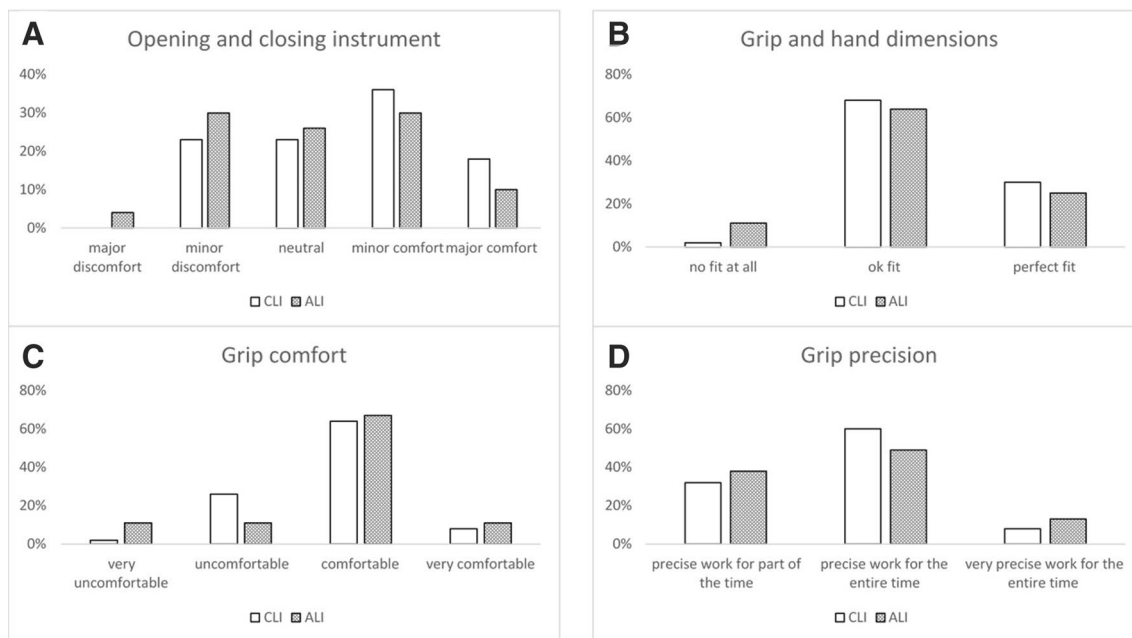 A
Opening and closing instrument
40%
30%
20%
10%
0%
major
discomfort
minor
discomfort
neutral
minor comfort
major comfort
CLI
ALI
B
Grip and hand dimensions
80%
60%
40%
20%
0%
no fit at all
ok fit
perfect fit
CLI
ALI
C
Grip comfort
80%
60%
40%
20%
0%
very
uncomfortable
uncomfortable
comfortable
very comfortable
CLI
ALI
D
Grip precision
80%
60%
40%
20%
0%
precise work for part of
the time
precise work for the
entire time
very precise work for the
entire time
CLI
ALI